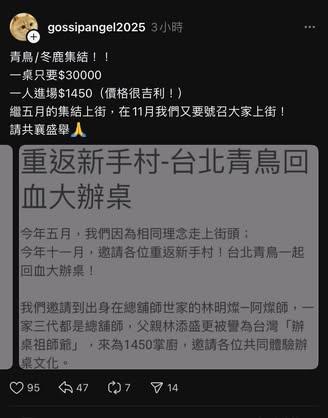 gossipangel2025 3小時
青鳥/冬鹿集結！！
一桌只要$30000
一人進場$1450（價格很吉利！）
繼五月的集結上街，在11月我們又要號召大家上街！
請共襄盛舉🙏
重返新手村-台北青鳥回
血大辦桌
今年五月，我們因為相同理念走上街頭；
今年十一月，邀請各位重返新手村！台北青鳥一起
回血大辦桌！
我們邀請到出身在總舖師世家的林明燦—阿燦師，一
家三代都是總舖師，父親林添盛更被譽為台灣「辦
桌祖師爺」，來為1450掌廚，邀請各位共同體驗辦
桌文化。
95 47 7 14